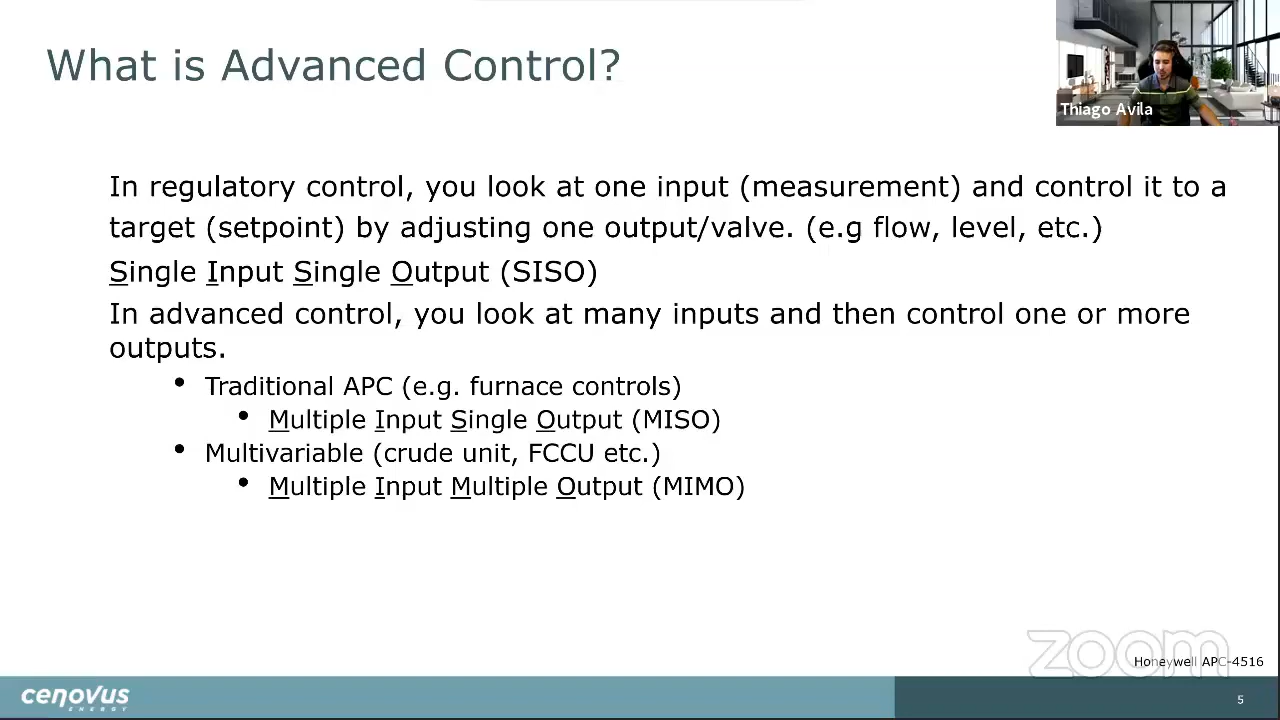 What is Advanced Control?
Thiago Avila
In regulatory control, you look at one input (measurement) and control it to a
target (setpoint) by adjusting one output/valve. (e.g flow, level, etc.)
Single Input Single Output (SISO)
In advanced control, you look at many inputs and then control one or more
outputs.
• Traditional APC (e.g. furnace controls)
• Multiple Input Single Output (MISO)
• Multivariable (crude unit, FCCU etc.)
• Multiple Input Multiple Output (MIMO)
zoom
Honeywell APC-4516
cenovus
ENERGY
5